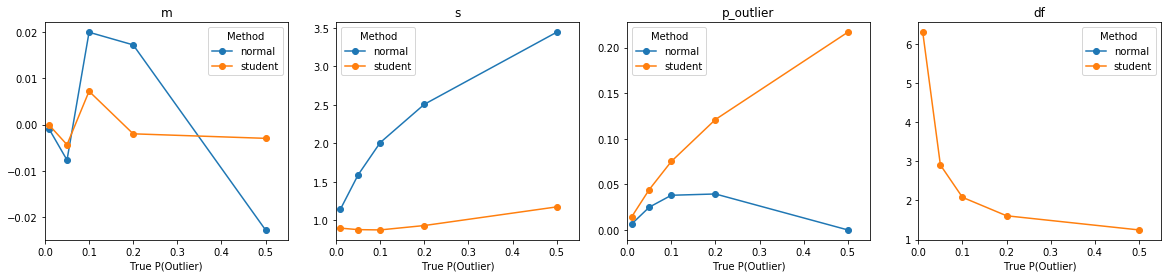 m
Method
normal
student
0.02
0.01
0.00
−0.01
−0.02
0.0 0.1 0.2 0.3 0.4 0.5
True P(Outlier)
s
Method
normal
student
3.5
3.0
2.5
2.0
1.5
1.0
0.0 0.1 0.2 0.3 0.4 0.5
True P(Outlier)
p_outlier
Method
normal
student
0.20
0.15
0.10
0.05
0.00
0.0 0.1 0.2 0.3 0.4 0.5
True P(Outlier)
df
Method
normal
student
6
5
4
3
2
1
0.0 0.1 0.2 0.3 0.4 0.5
True P(Outlier)